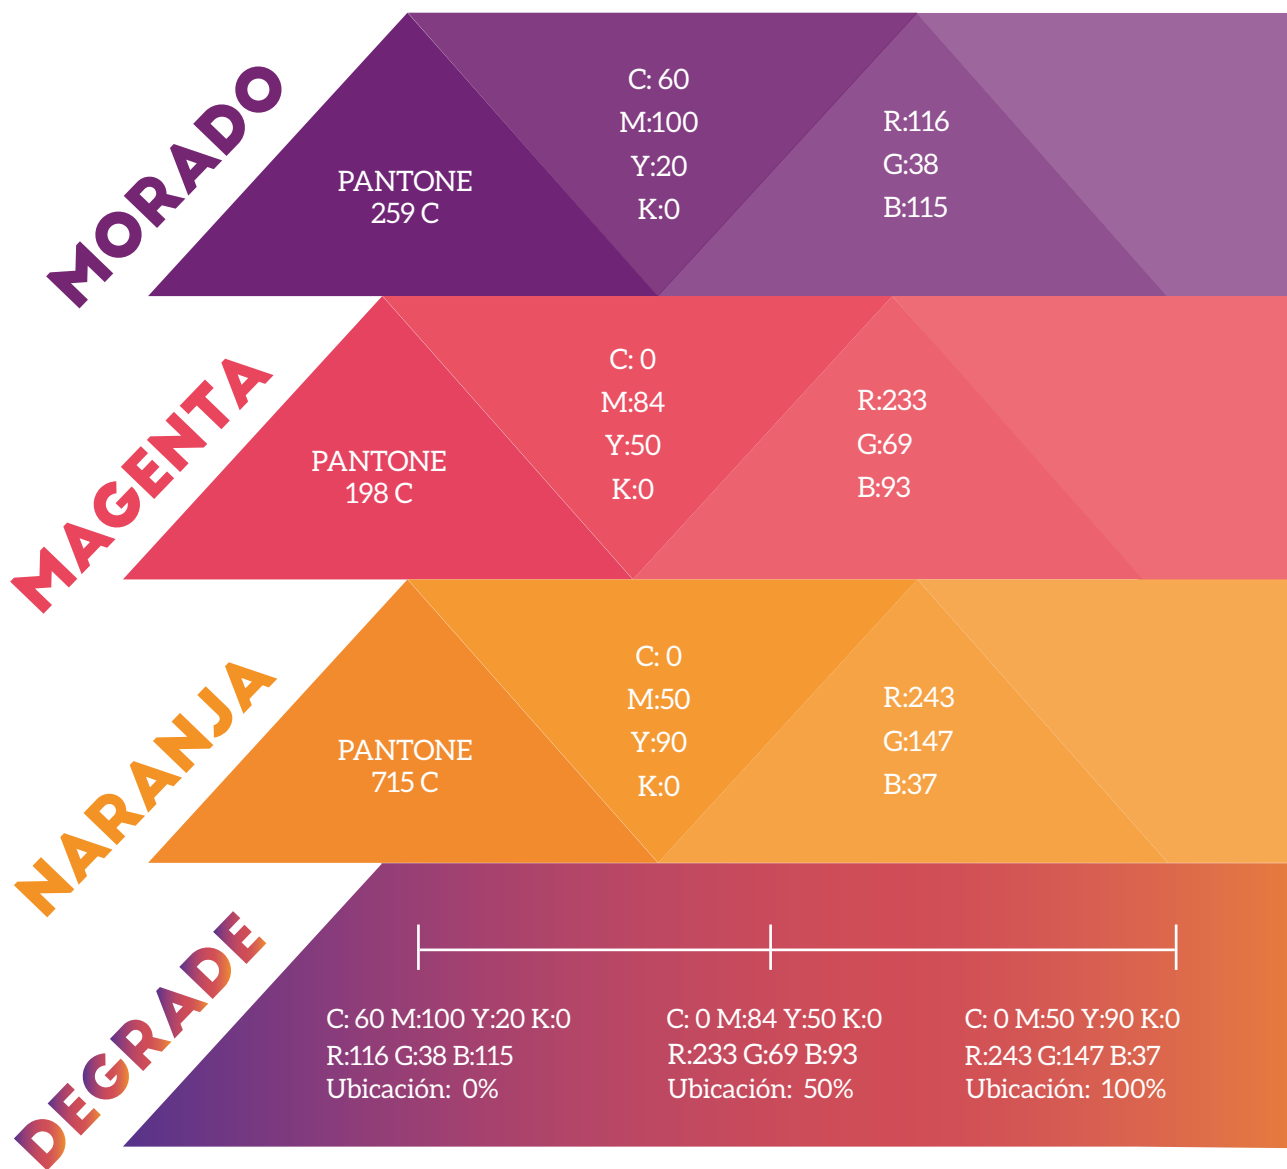 MORADO
PANTONE
259 C
C: 60
M:100
Y:20
K:0
R:116
G:38
B:115
MAGENTA
PANTONE
198 C
C: 0
M:84
Y:50
K:0
R:233
G:69
B:93
NARANJA
PANTONE
715 C
C: 0
M:50
Y:90
K:0
R:243
G:147
B:37
DEGRADE
C: 60 M:100 Y:20 K:0
R:116 G:38 B:115
Ubicación: 0%
C: 0 M:84 Y:50 K:0
R:233 G:69 B:93
Ubicación: 50%
C: 0 M:50 Y:90 K:0
R:243 G:147 B:37
Ubicación: 100%